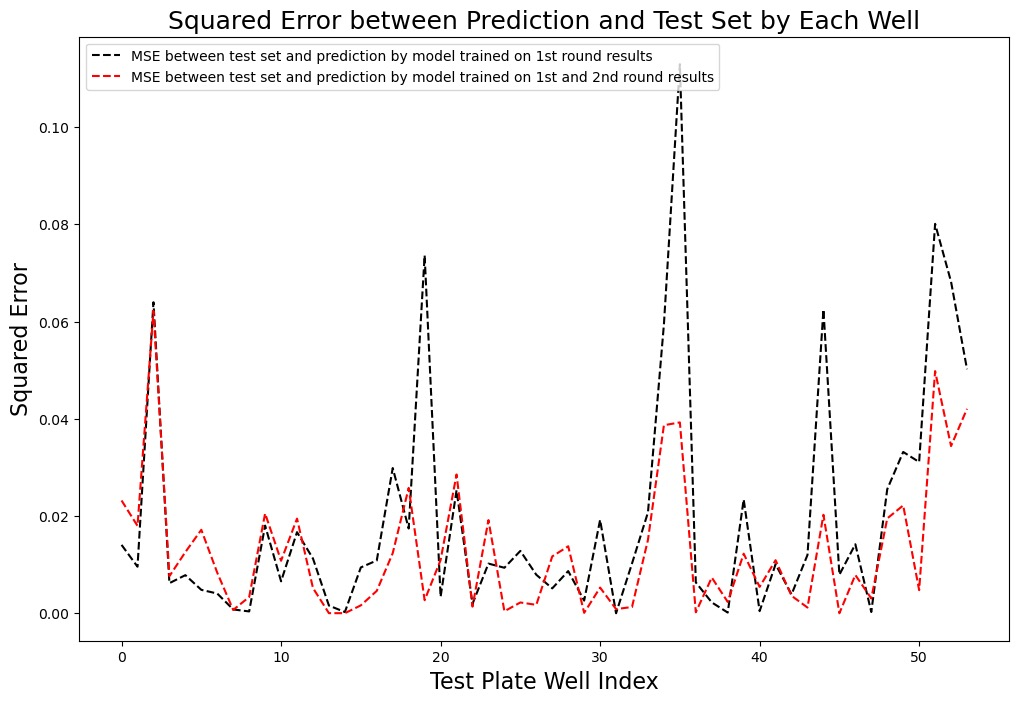 Squared Error between Prediction and Test Set by Each Well
MSE between test set and prediction by model trained on 1st round results
MSE between test set and prediction by model trained on 1st and 2nd round results
0.10
0.08
0.06
0.04
0.02
0.00
Squared Error
0 10 20 30 40 50
Test Plate Well Index